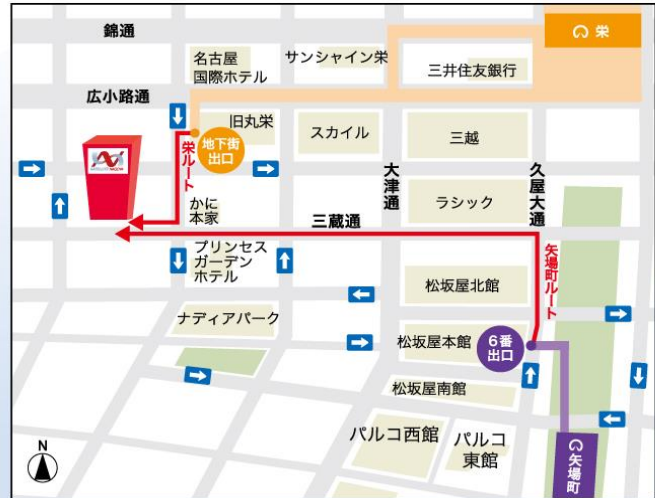 錦通
栄
名古屋
国際ホテル
サンシャイン栄
三井住友銀行
広小路通
旧丸栄
地下街
出口
スカイル
三越
栄ルート
大津通
久屋大通
かに
本家
ラシック
三蔵通
プリンセス
ガーデン
ホテル
矢場町ルート
松坂屋北館
ナディアパーク
松坂屋本館
6番
出口
松坂屋南館
パルコ西館
パルコ
東館
矢場町
N